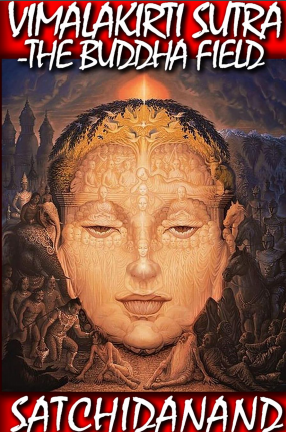 VIMALAKIRTI SUTRA
-THE BUDDHA FIELD
SATCHIDANAND